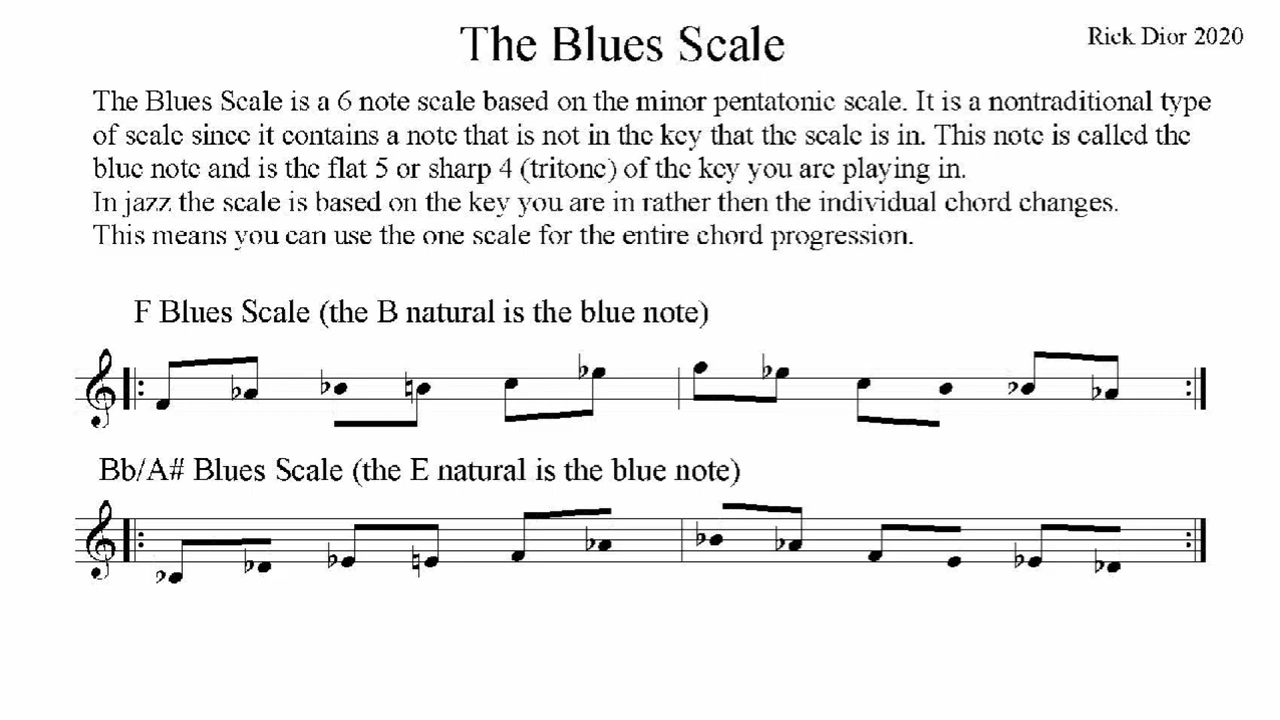 The Blues Scale
Rick Dior 2020
The Blues Scale is a 6 note scale based on the minor pentatonic scale. It is a nontraditional type
of scale since it contains a note that is not in the key that the scale is in. This note is called the
blue note and is the flat 5 or sharp 4 (tritone) of the key you are playing in.
In jazz the scale is based on the key you are in rather then the individual chord changes.
This means you can use the one scale for the entire chord progression.
F Blues Scale (the B natural is the blue note)
Bb/A# Blues Scale (the E natural is the blue note)